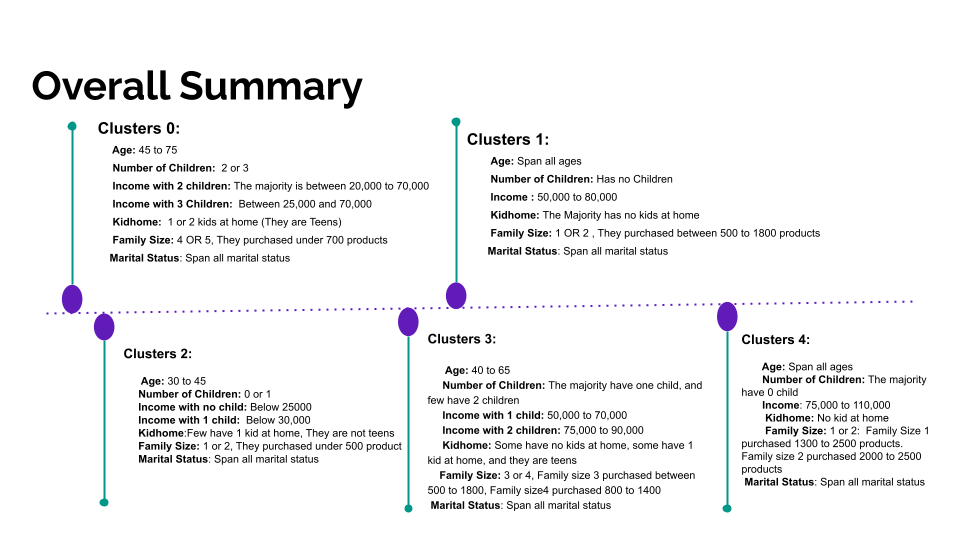 Overall Summary
Clusters 0:
Age: 45 to 75
Number of Children: 2 or 3
Income with 2 children: The majority is between 20,000 to 70,000
Income with 3 Children: Between 25,000 and 70,000
Kidhome: 1 or 2 kids at home (They are Teens)
Family Size: 4 OR 5, They purchased under 700 products
Marital Status: Span all marital status
Clusters 1:
Age: Span all ages
Number of Children: Has no Children
Income : 50,000 to 80,000
Kidhome: The Majority has no kids at home
Family Size: 1 OR 2 , They purchased between 500 to 1800 products
Marital Status: Span all marital status
Clusters 2:
Age: 30 to 45
Number of Children: 0 or 1
Income with no child: Below 25000
Income with 1 child: Below 30,000
Kidhome:Few have 1 kid at home, They are not teens
Family Size: 1 or 2, They purchased under 500 product
Marital Status: Span all marital status
Clusters 3:
Age: 40 to 65
Number of Children: The majority have one child, and
few have 2 children
Income with 1 child: 50,000 to 70,000
Income with 2 children: 75,000 to 90,000
Kidhome: Some have no kids at home, some have 1
kid at home, and they are teens
Family Size: 3 or 4, Family size 3 purchased between
500 to 1800, Family size4 purchased 800 to 1400
Marital Status: Span all marital status
Clusters 4:
Age: Span all ages
Number of Children: The majority
have 0 child
Income: 75,000 to 110,000
Kidhome: No kid at home
Family Size: 1 or 2: Family Size 1
purchased 1300 to 2500 products.
Family size 2 purchased 2000 to 2500
products
Marital Status: Span all marital status